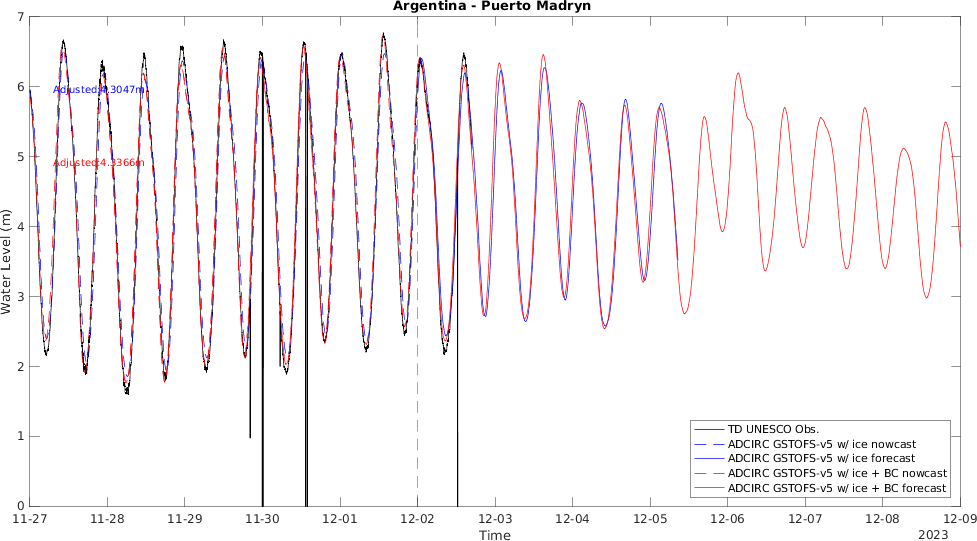 Argentina - Puerto Madryn
7
6
5
4
3
2
1
0
Water Level (m)
Adjusted:4.3047m
Adjusted:4.3366m
TD UNESCO Obs.
ADCIRC GSTOFS-v5 w/ ice nowcast
ADCIRC GSTOFS-v5 w/ ice forecast
ADCIRC GSTOFS-v5 w/ ice + BC nowcast
ADCIRC GSTOFS-v5 w/ ice + BC forecast
11-27 11-28 11-29 11-30 12-01 12-02 12-03 12-04 12-05 12-06 12-07 12-08 12-09
Time
2023